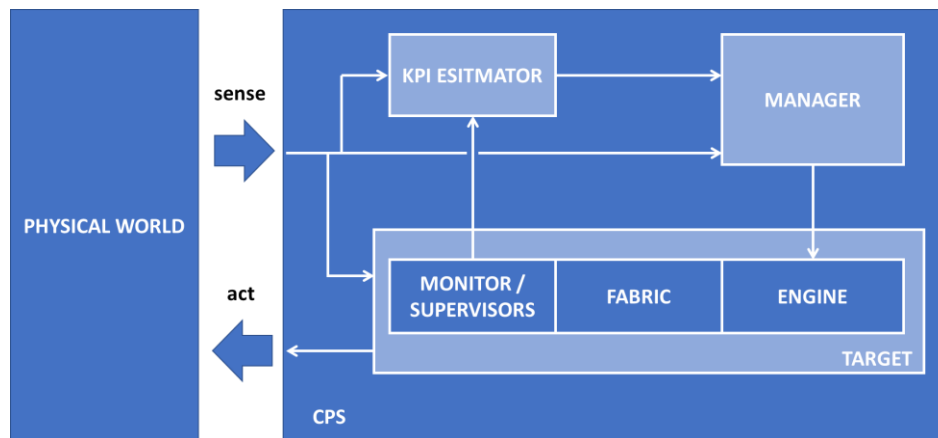 KPI ESITMATOR
MANAGER
sense
PHYSICAL WORLD
act
MONITOR /
SUPERVISORS
FABRIC
ENGINE
TARGET
CPS